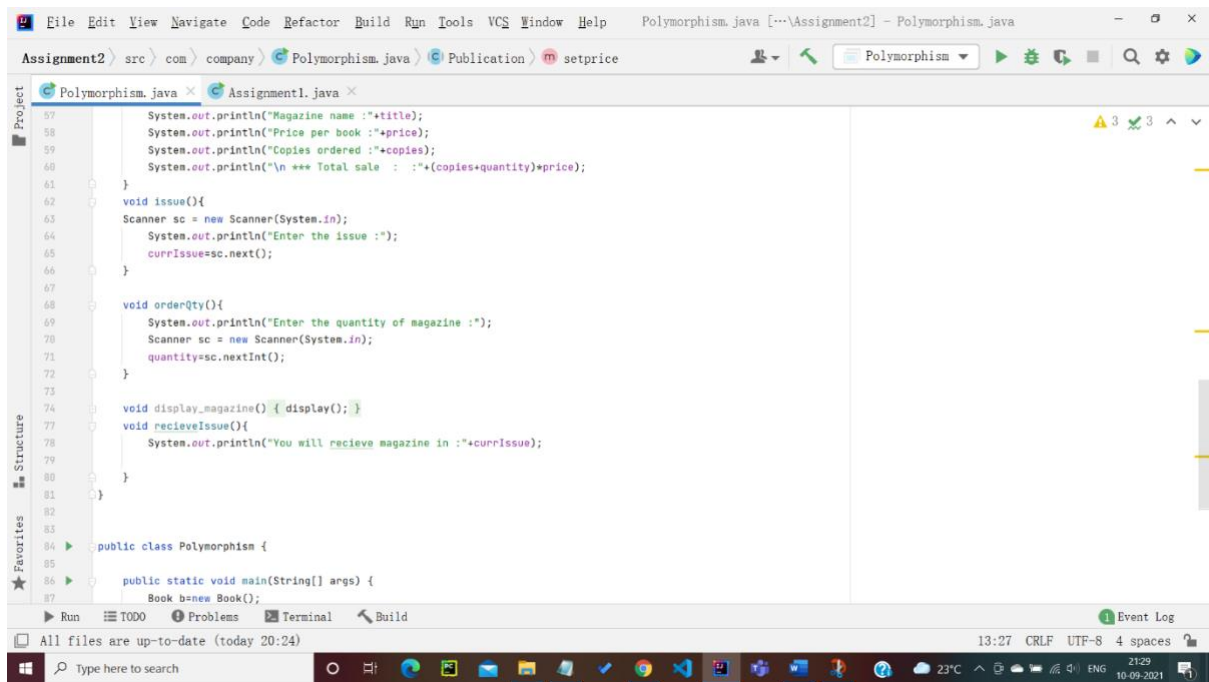 File Edit View Navigate Code Refactor Build Run Tools VCS Window Help Polymorphism.java [...\Assignment2] - Polymorphism.java
Assignment2 src com company Polymorphism.java Publication setprice Polymorphism
Project
Polymorphism.java Assignment1.java
3 3
57 System.out.println("Magazine name :"+title);
58 System.out.println("Price per book :"+price);
59 System.out.println("Copies ordered :"+copies);
60 System.out.println("\n *** Total sale : :"+(copies+quantity)*price);
61 }
62 void issue(){
63 Scanner sc = new Scanner(System.in);
64 System.out.println("Enter the issue :");
65 currIssue=sc.next();
66 }
67
68 void orderQty(){
69 System.out.println("Enter the quantity of magazine :");
70 Scanner sc = new Scanner(System.in);
71 quantity=sc.nextInt();
72 }
73
74 void display_magazine() { display(); }
77 void recieveIssue(){
78 System.out.println("You will recieve magazine in :"+currIssue);
79
80 }
81 }
82
83
84 public class Polymorphism {
85
86 public static void main(String[] args) {
87 Book b=new Book();
Structure
Favorites
Run TODO Problems Terminal Build 1 Event Log
All files are up-to-date (today 20:24) 13:27 CRLF UTF-8 4 spaces
Type here to search 23°C ENG 21:29
10-09-2021